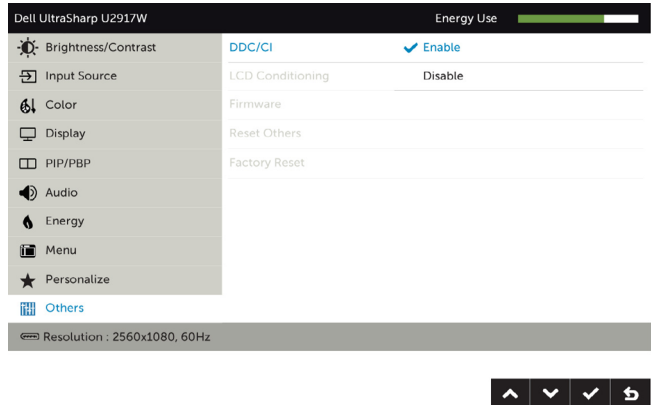 Dell UltraSharp U2917W
Energy Use
Brightness/Contrast
Input Source
Color
Display
PIP/PBP
Audio
Energy
Menu
Personalize
Others
DDC/CI
LCD Conditioning
Firmware
Reset Others
Factory Reset
Enable
Disable
Resolution : 2560x1080, 60Hz